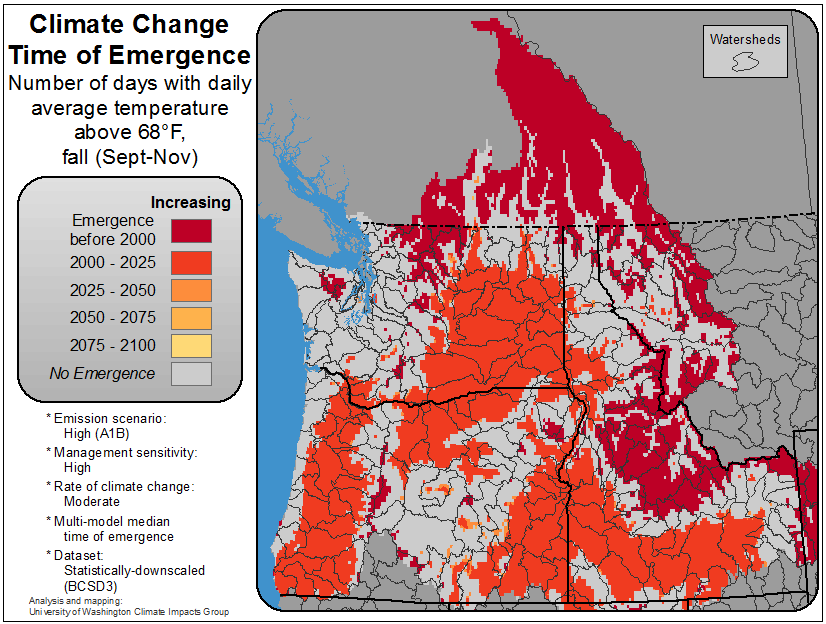 Climate Change
Time of Emergence
Number of days with daily
average temperature
above 68°F,
fall (Sept-Nov)
Increasing
Emergence
before 2000
2000 - 2025
2025 - 2050
2050 - 2075
2075 - 2100
No Emergence
* Emission scenario:
High (A1B)
* Management sensitivity:
High
* Rate of climate change:
Moderate
* Multi-model median
time of emergence
* Dataset:
Statistically-downscaled
(BCSD3)
Analysis and mapping:
University of Washington Climate Impacts Group
Watersheds